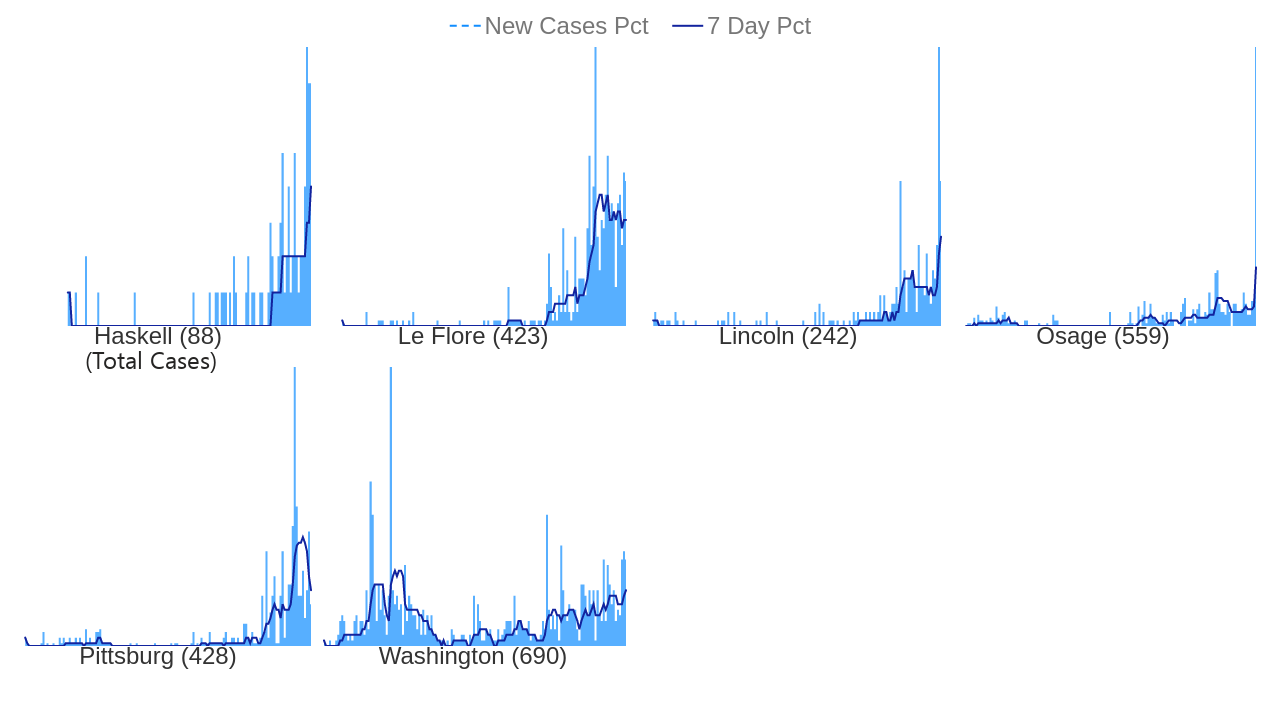 New Cases Pct 7 Day Pct
Haskell (88) Le Flore (423) Lincoln (242) Osage (559)
(Total Cases)
Pittsburg (428) Washington (690)